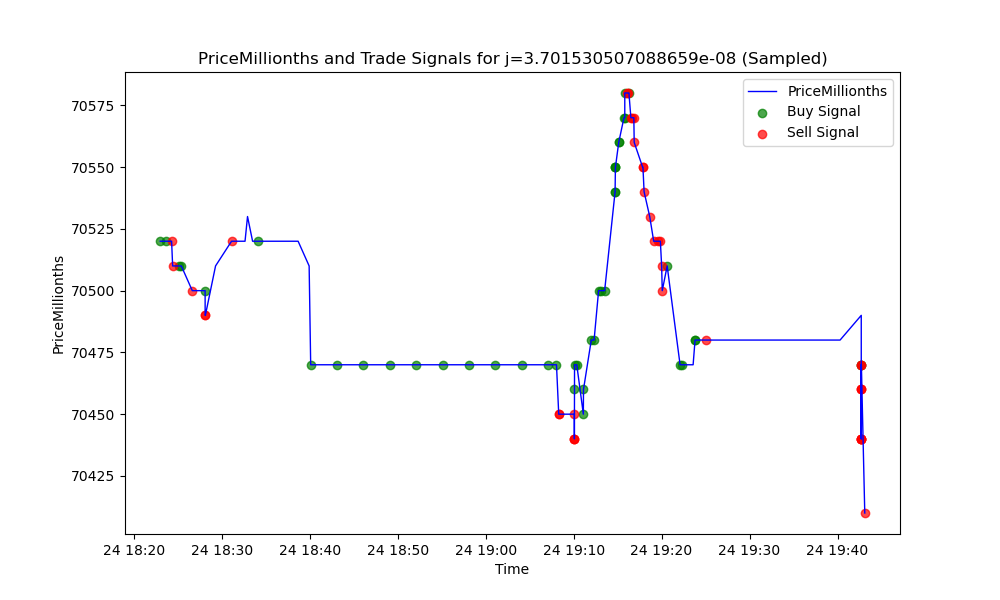 PriceMillionths and Trade Signals for j=3.701530507088659e-08 (Sampled)
PriceMillionths
Buy Signal
Sell Signal
70575
70550
70525
70500
70475
70450
70425
PriceMillionths
24 18:20
24 18:30
24 18:40
24 18:50
24 19:00
24 19:10
24 19:20
24 19:30
24 19:40
Time